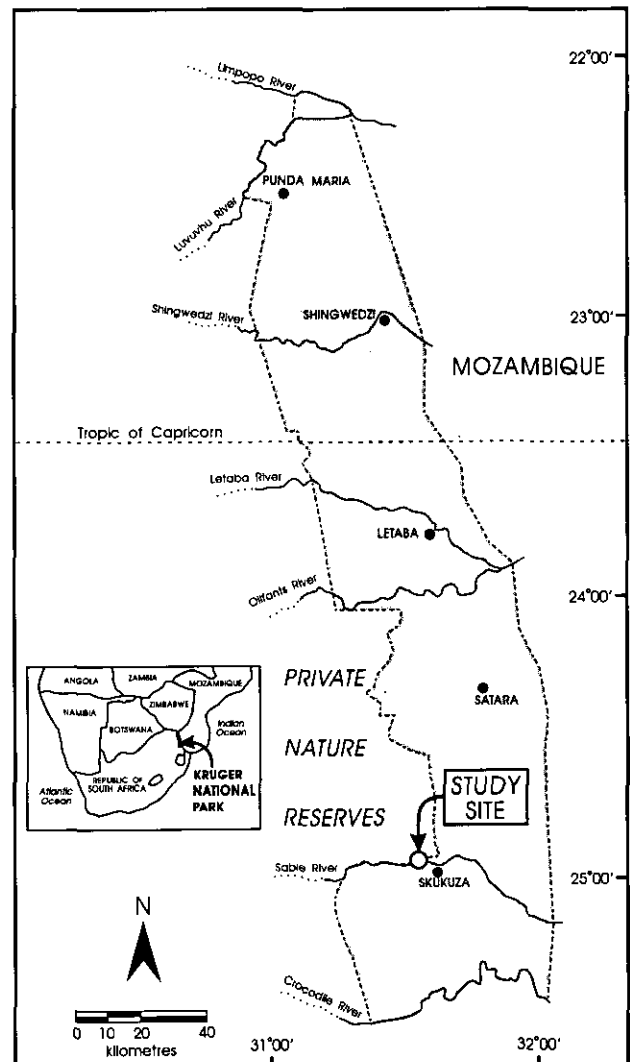 22°00'
Limpopo River
PUNDA MARIA
Luvuvhu River
SHINGWEDZI
23°00'
Shingwedzi River
MOZAMBIQUE
Tropic of Capricorn
Letaba River
LETABA
Olifants River
24°00'
PRIVATE
NATURE
RESERVES
SATARA
ANGOLA
ZAMBIA
MOZAMBIQUE
ZIMBABWE
NAMIBIA
BOTSWANA
Indian
Ocean
REPUBLIC OF
SOUTH AFRICA
Atlantic
Ocean
KRUGER
NATIONAL
PARK
STUDY
SITE
Sabie River
SKUKUZA
25°00'
N
Crocodile River
0 10 20 40
kilometres
31°00'
32°00'